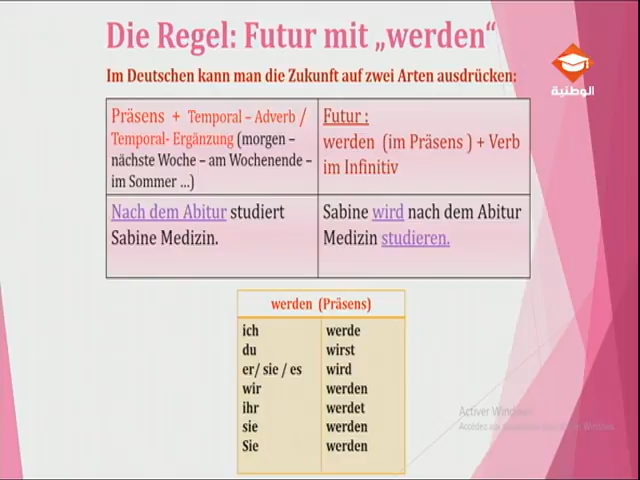 Die Regel: Futur mit „werden“
Im Deutschen kann man die Zukunft auf zwei Arten ausdrücken:
الوطنية
Präsens + Temporal – Adverb /
Temporal- Ergänzung (morgen –
nächste Woche – am Wochenende –
im Sommer ...)
Futur :
werden (im Präsens ) + Verb
im Infinitiv
Nach dem Abitur studiert
Sabine Medizin.
Sabine wird nach dem Abitur
Medizin studieren.
werden (Präsens)
ich werde
du wirst
er/ sie / es wird
wir werden
ihr werdet
sie werden
Sie werden
Activer Windows
Accédez aux Windows.